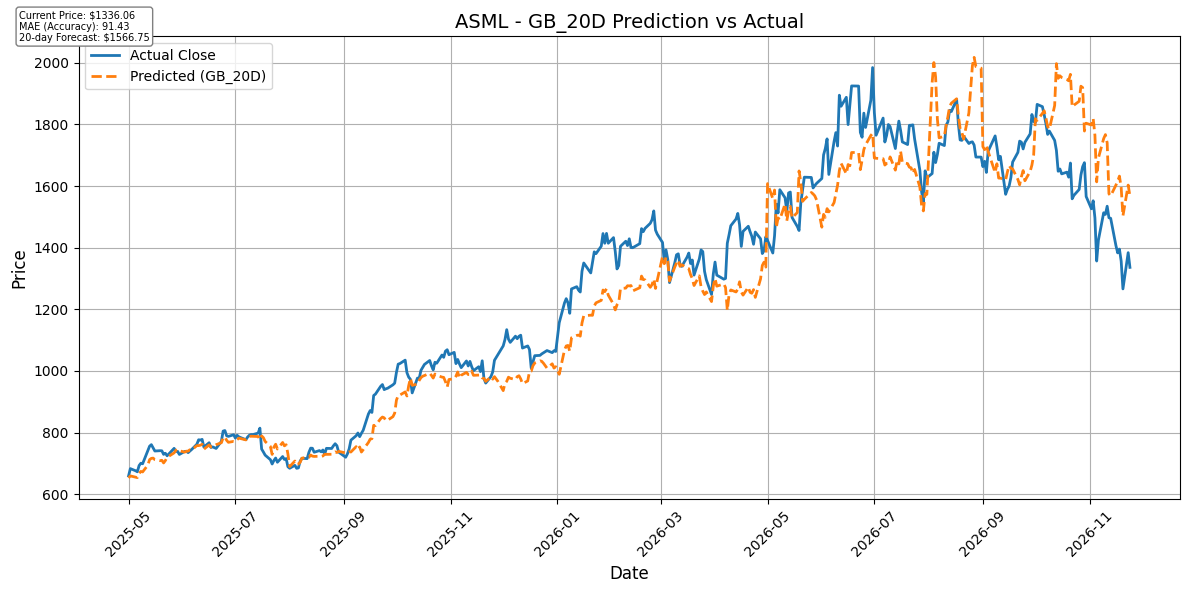 Current Price: $1336.06
MAE (Accuracy): 91.43
20-day Forecast: $1566.75
ASML - GB_20D Prediction vs Actual
Actual Close
Predicted (GB_20D)
Price
2000
1800
1600
1400
1200
1000
800
600
2025-05
2025-07
2025-09
2025-11
2026-01
2026-03
2026-05
2026-07
2026-09
2026-11
Date